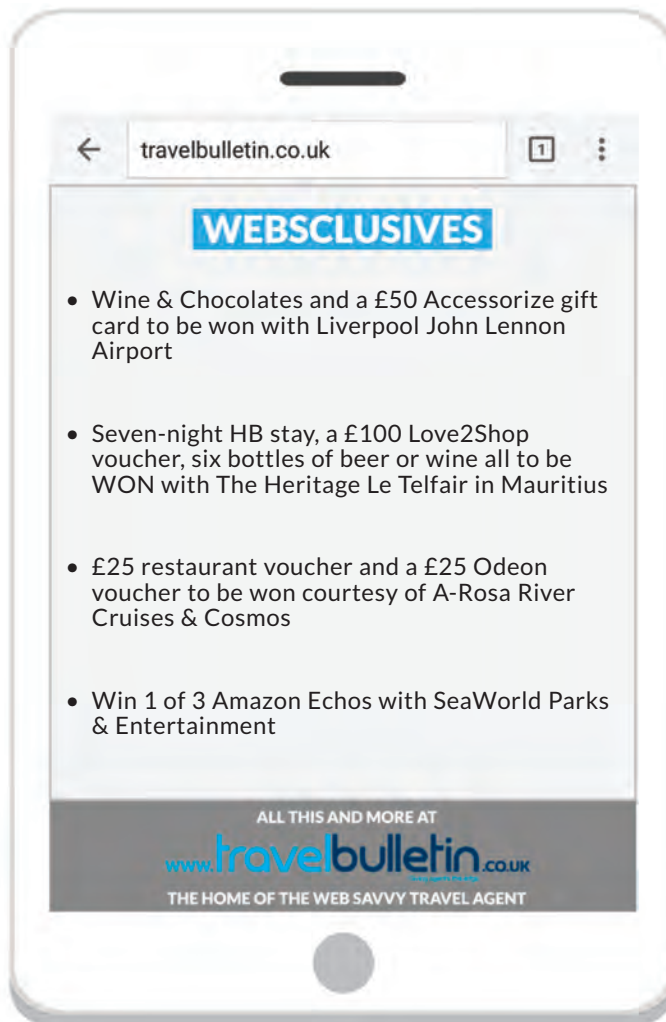 travelbulletin.co.uk
1
WEBSCLUSIVES
• Wine & Chocolates and a £50 Accessorize gift
card to be won with Liverpool John Lennon
Airport
• Seven-night HB stay, a £100 Love2Shop
voucher, six bottles of beer or wine all to be
WON with The Heritage Le Telfair in Mauritius
• £25 restaurant voucher and a £25 Odeon
voucher to be won courtesy of A-Rosa River
Cruises & Cosmos
• Win 1 of 3 Amazon Echos with SeaWorld Parks
& Entertainment
ALL THIS AND MORE AT
www.travelbulletin.co.uk
THE HOME OF THE WEB SAVVY TRAVEL AGENT